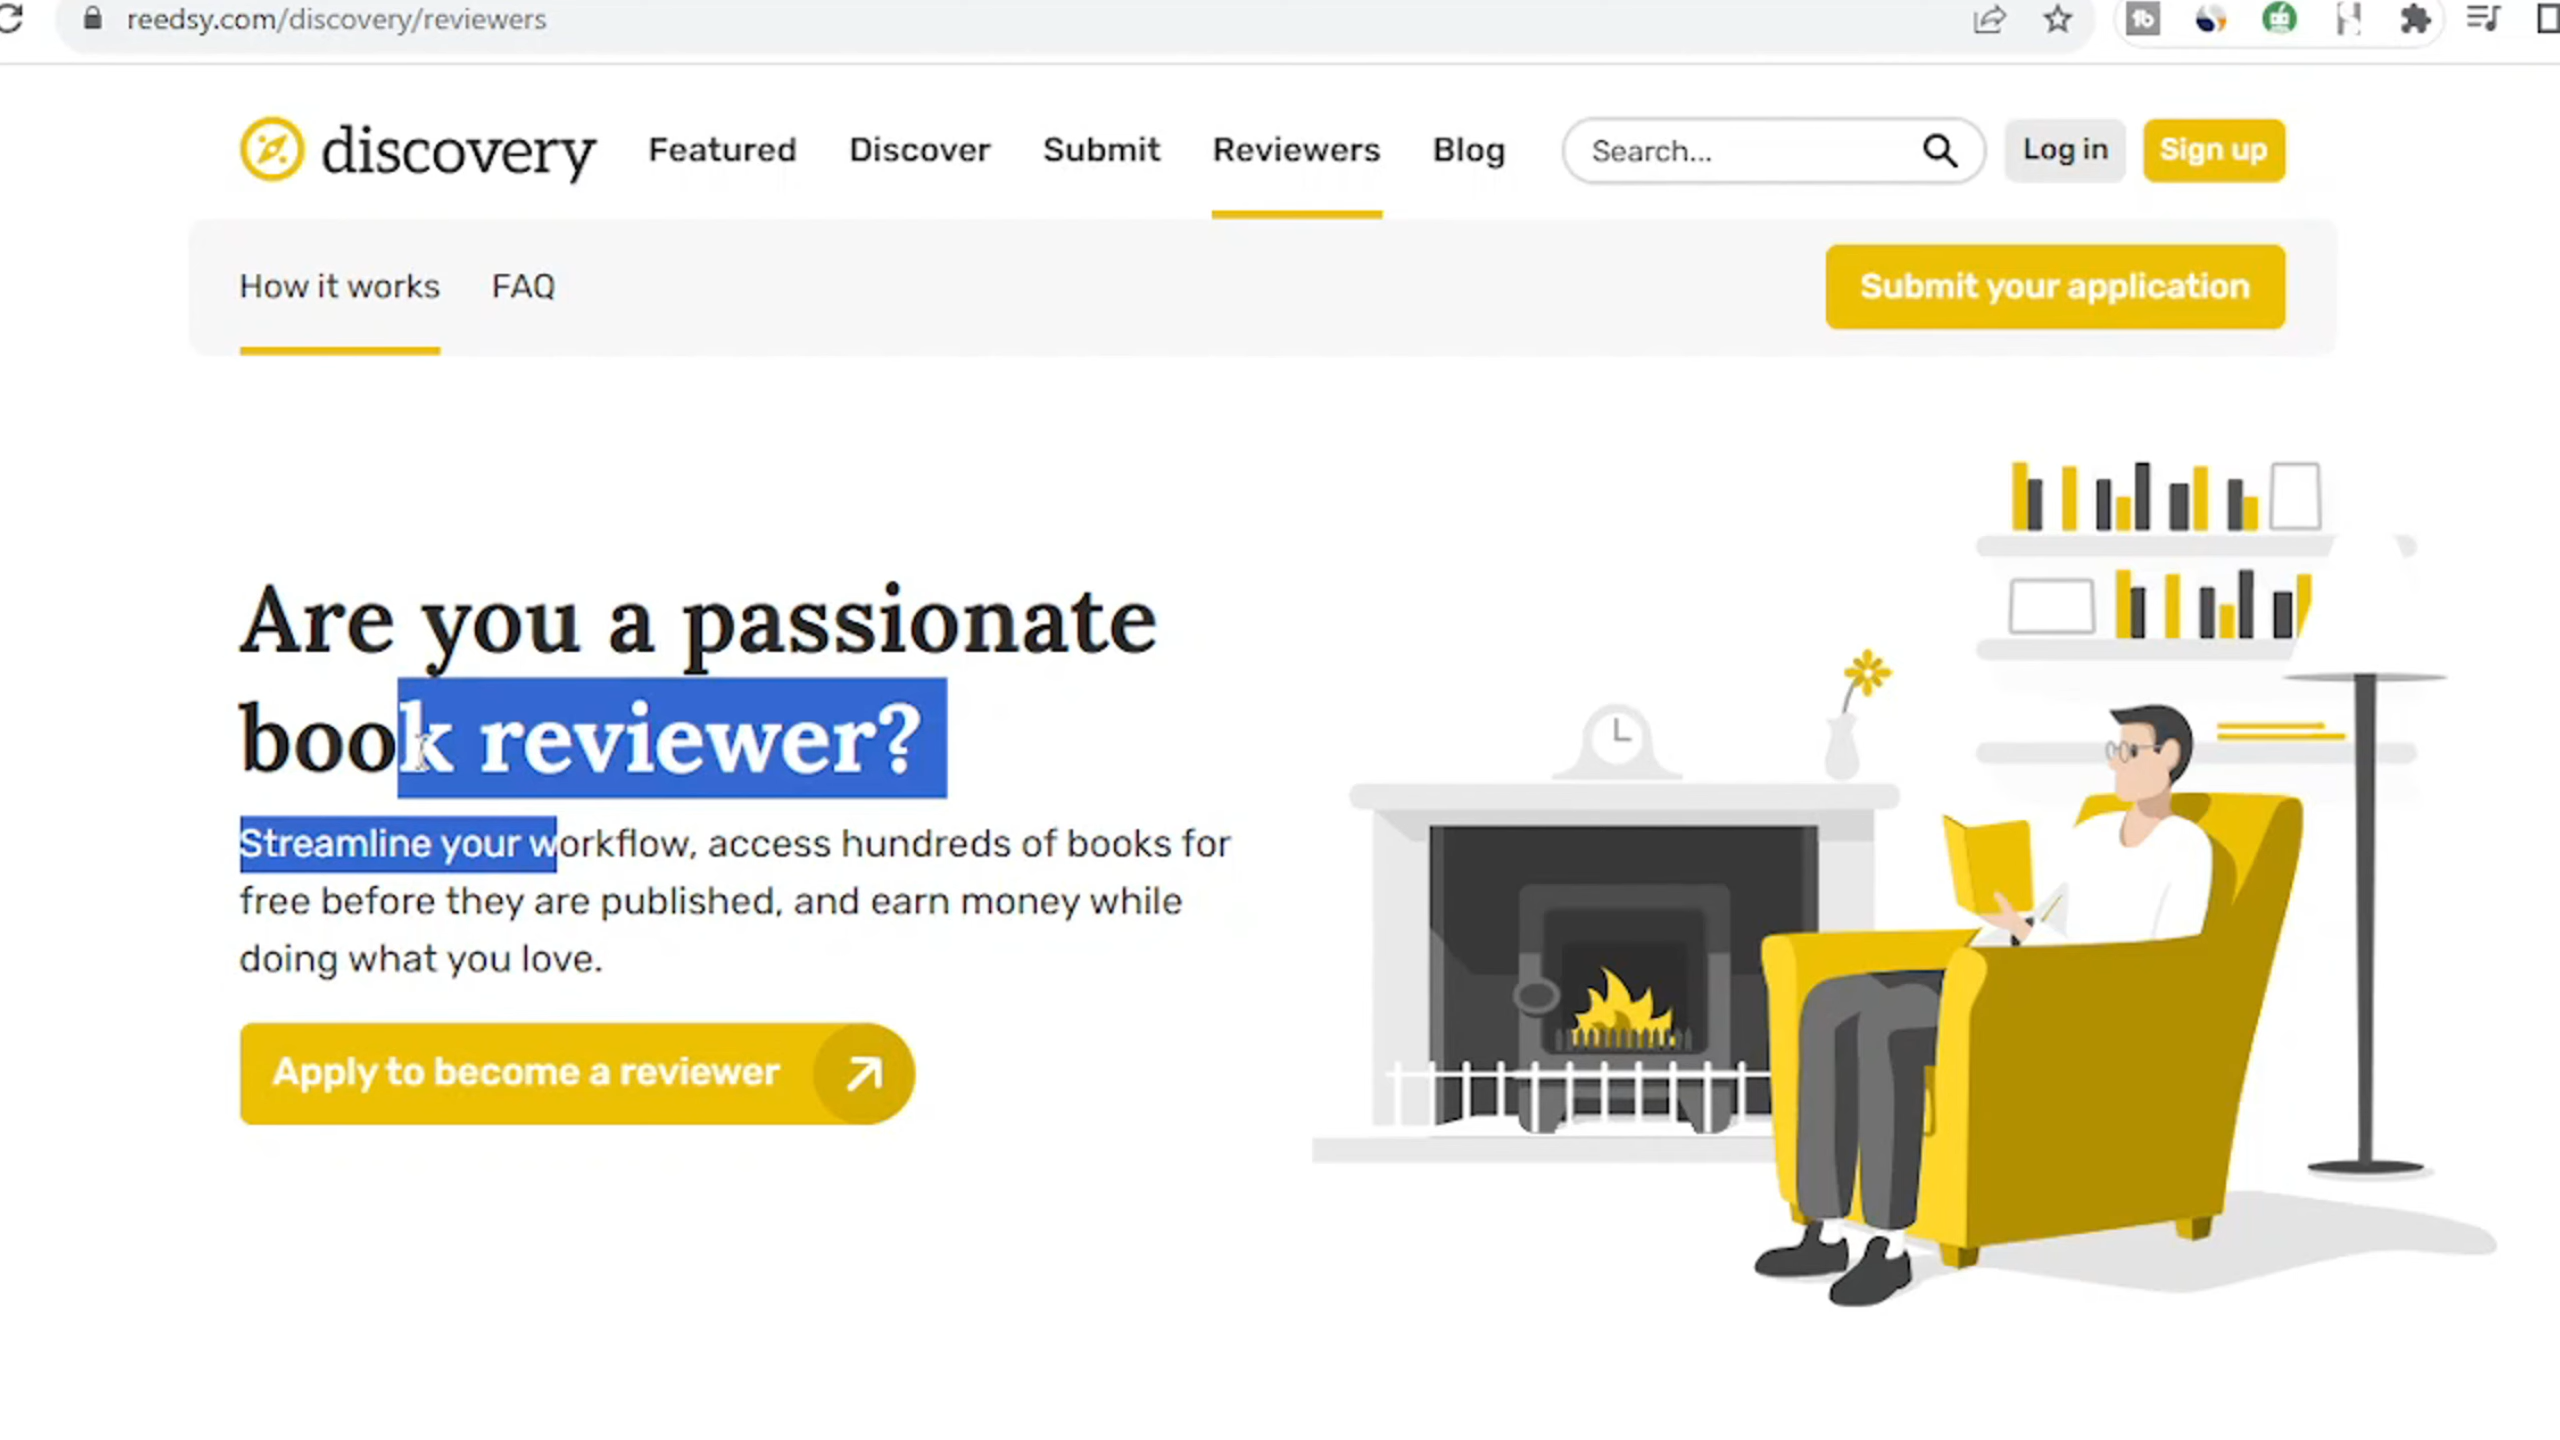 reedsy.com/discovery/reviewers
discovery Featured Discover Submit Reviewers Blog Search... Log in Sign up
How it works FAQ Submit your application
Are you a passionate
book reviewer?
Streamline your workflow, access hundreds of books for
free before they are published, and earn money while
doing what you love.
Apply to become a reviewer